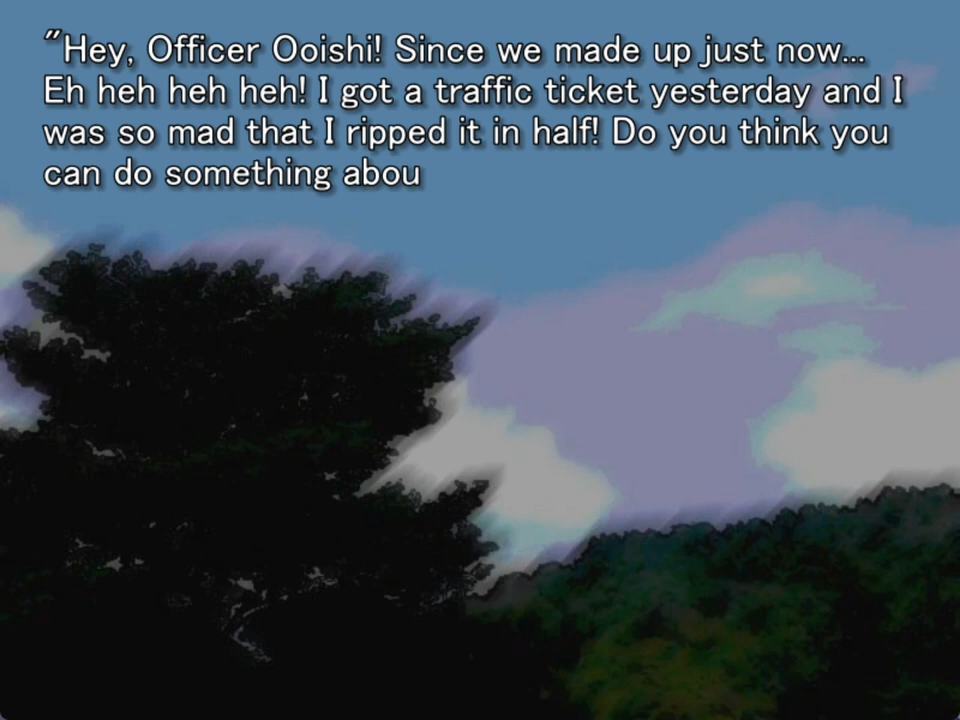 "Hey, Officer Ooishi! Since we made up just now...
Eh heh heh heh! I got a traffic ticket yesterday and I
was so mad that I ripped it in half! Do you think you
can do something abou